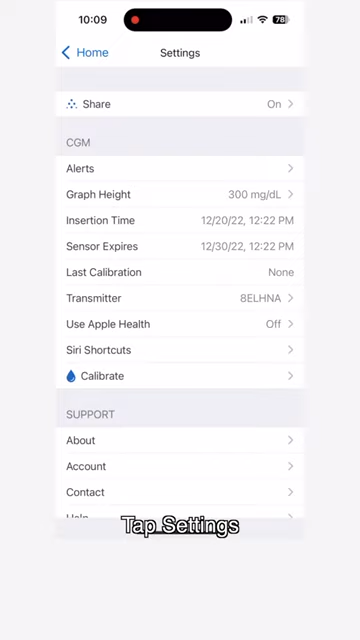 10:09
78
Home
Settings
Share
On
CGM
Alerts
Graph Height
300 mg/dL
Insertion Time
12/20/22, 12:22 PM
Sensor Expires
12/30/22, 12:22 PM
Last Calibration
None
Transmitter
8ELHNA
Use Apple Health
Off
Siri Shortcuts
Calibrate
SUPPORT
About
Account
Contact
Help
Tap Settings